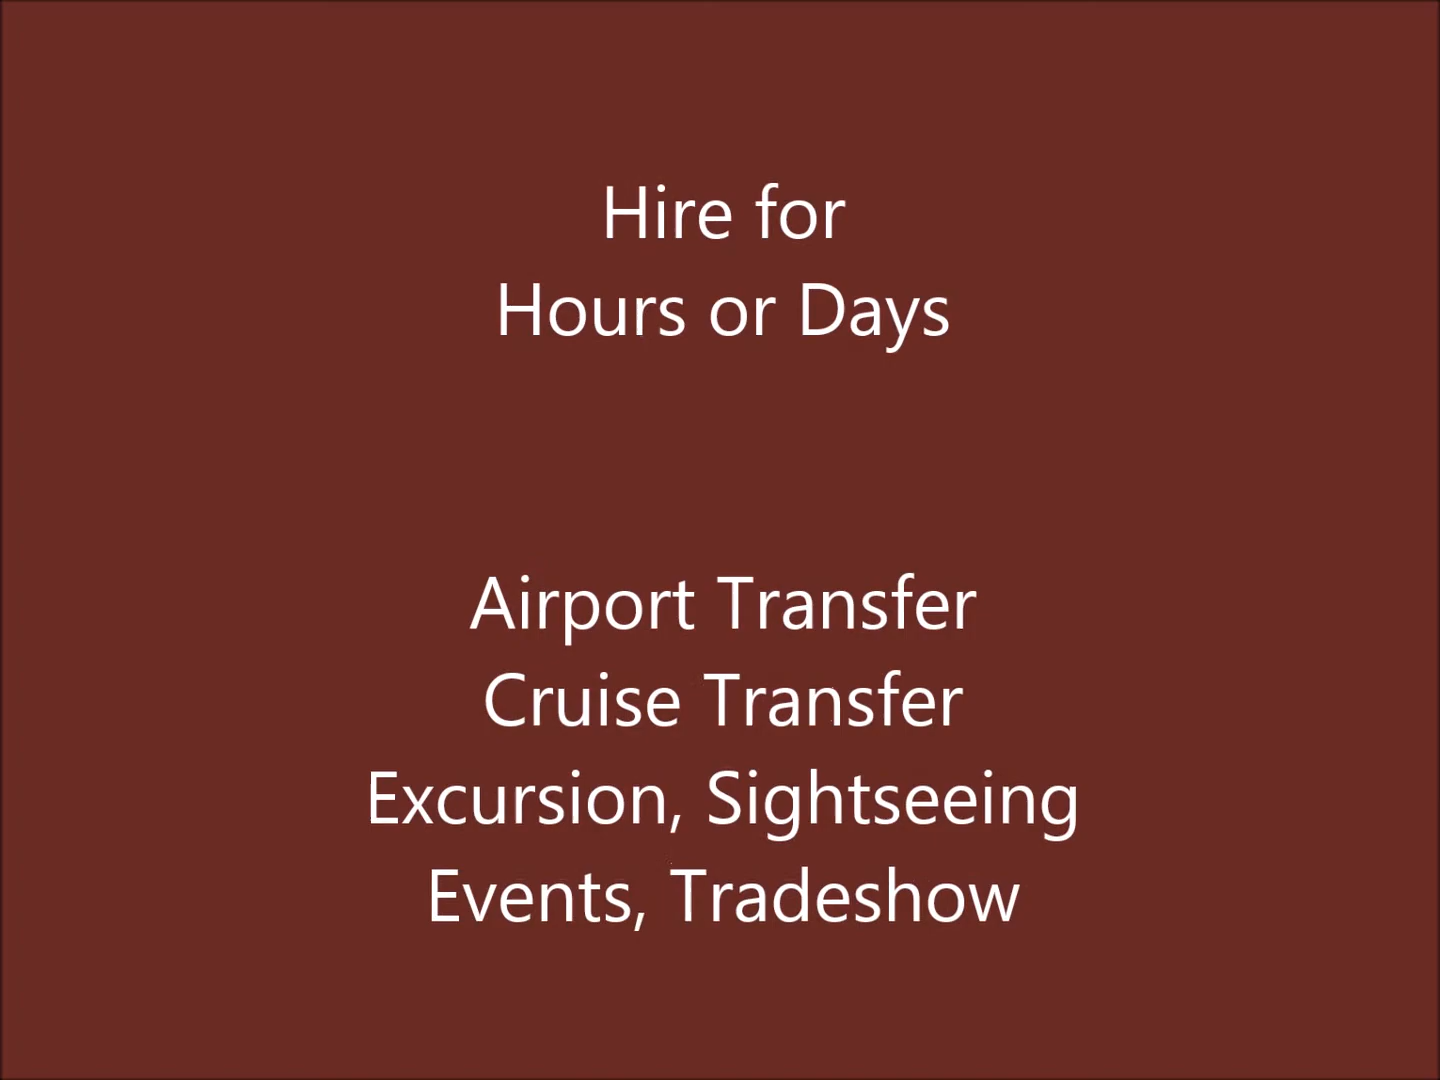 Hire for
Hours or Days
Airport Transfer
Cruise Transfer
Excursion, Sightseeing
Events, Tradeshow